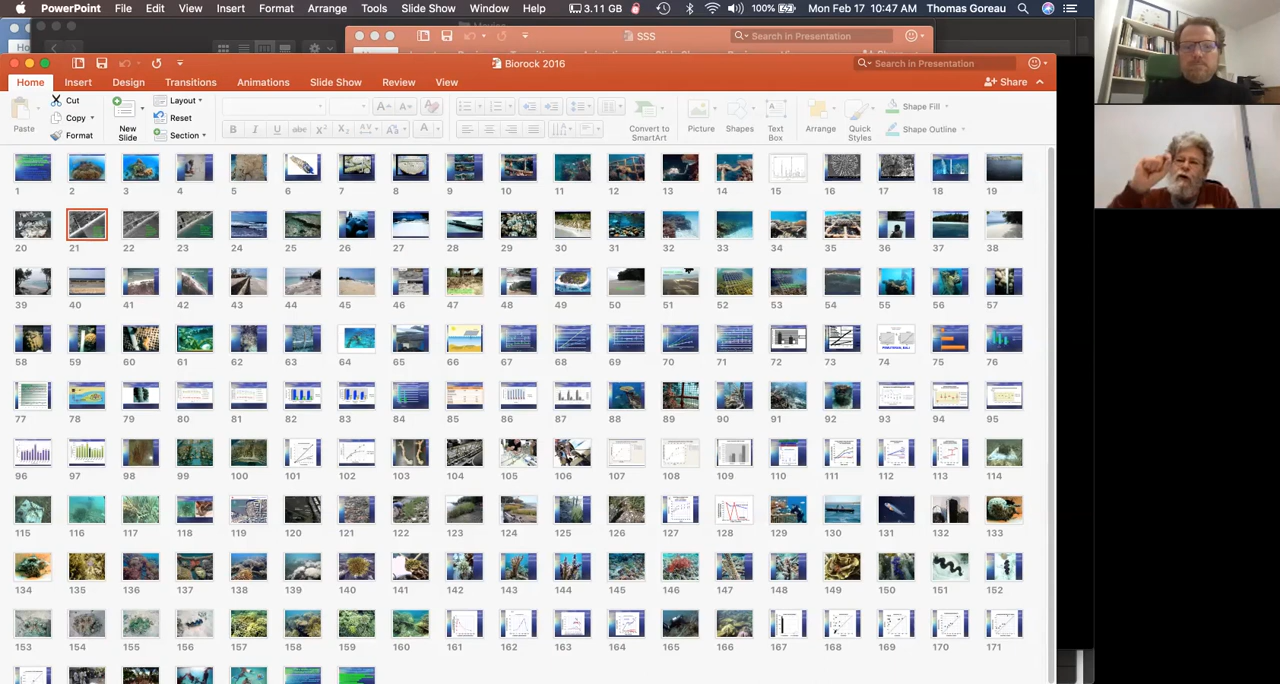 PowerPoint File Edit View Insert Format Arrange Tools Slide Show Window Help 3.11 GB 100% Mon Feb 17 10:47 AM Thomas Goreau
SSS Search in Presentation
Biorock 2016 Search in Presentation
Home Insert Design Transitions Animations Slide Show Review View Share
Paste Cut Copy Format New Slide Layout Reset Section
B I U abc X² X₂ AV A
Convert to SmartArt Picture Shapes Text Box Arrange Quick Styles Shape Fill Shape Outline
1 2 3 4 5 6 7 8 9 10 11 12 13 14 15 16 17 18 19
20 21 22 23 24 25 26 27 28 29 30 31 32 33 34 35 36 37 38
39 40 41 42 43 44 45 46 47 48 49 50 51 52 53 54 55 56 57
58 59 60 61 62 63 64 65 66 67 68 69 70 71 72 73 74 75 76
77 78 79 80 81 82 83 84 85 86 87 88 89 90 91 92 93 94 95
96 97 98 99 100 101 102 103 104 105 106 107 108 109 110 111 112 113 114
115 116 117 118 119 120 121 122 123 124 125 126 127 128 129 130 131 132 133
134 135 136 137 138 139 140 141 142 143 144 145 146 147 148 149 150 151 152
153 154 155 156 157 158 159 160 161 162 163 164 165 166 167 168 169 170 171